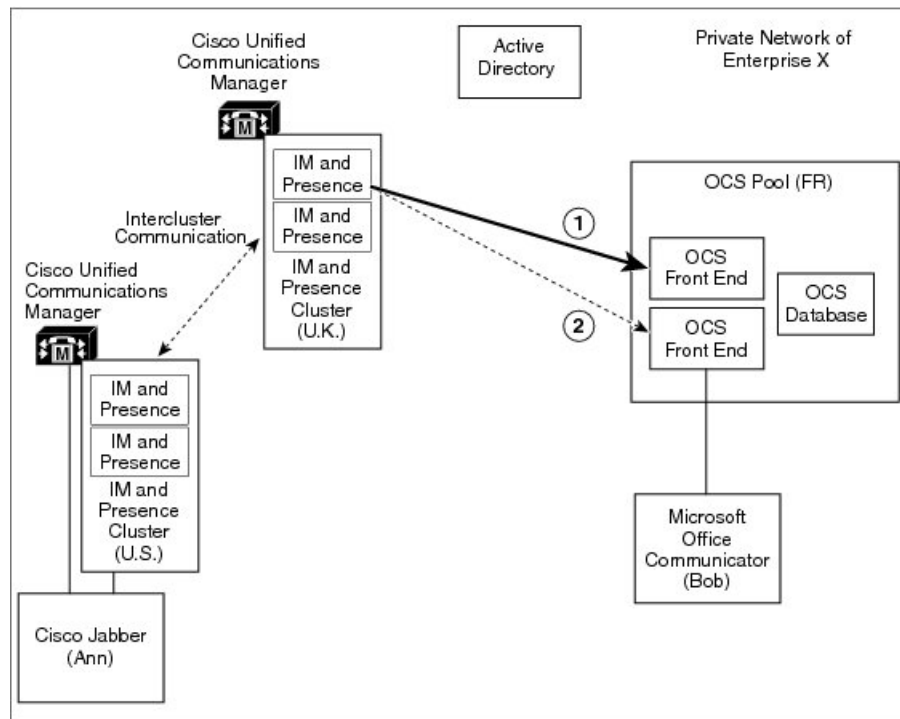 Cisco Unified
Communications
Manager
M
Active
Directory
Private Network of
Enterprise X
IM and
Presence
IM and
Presence
IM and
Presence
Cluster
(U.K.)
Intercluster
Communication
1
2
OCS Pool (FR)
OCS
Front End
OCS
Front End
OCS
Database
Cisco Unified
Communications
Manager
M
IM and
Presence
IM and
Presence
IM and
Presence
Cluster
(U.S.)
Microsoft
Office
Communicator
(Bob)
Cisco Jabber
(Ann)